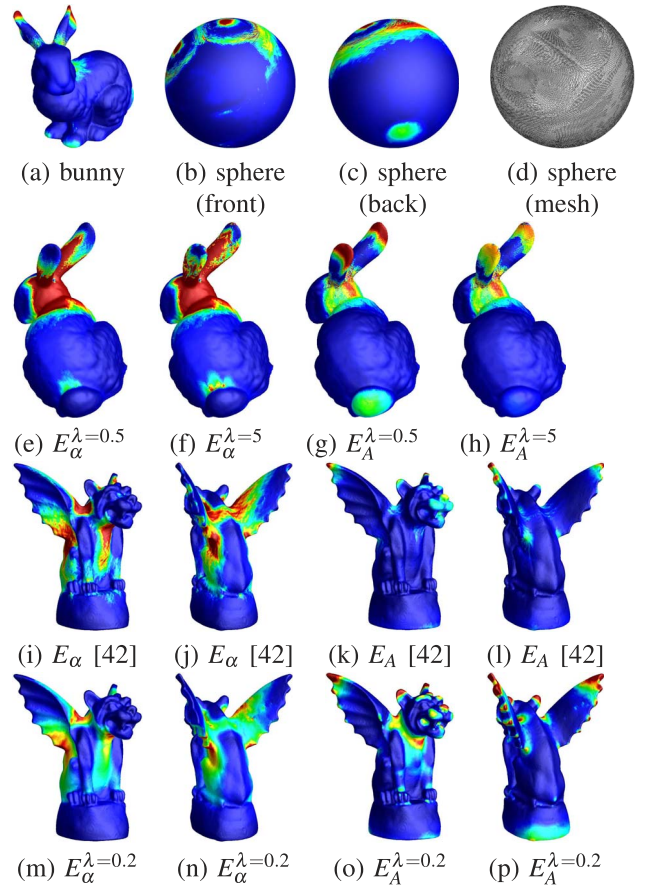 (a) bunny (b) sphere (c) sphere (d) sphere
(front) (back) (mesh)
(e) E_α^{λ=0.5} (f) E_α^{λ=5} (g) E_A^{λ=0.5} (h) E_A^{λ=5}
(i) E_α [42] (j) E_α [42] (k) E_A [42] (l) E_A [42]
(m) E_α^{λ=0.2} (n) E_α^{λ=0.2} (o) E_A^{λ=0.2} (p) E_A^{λ=0.2}